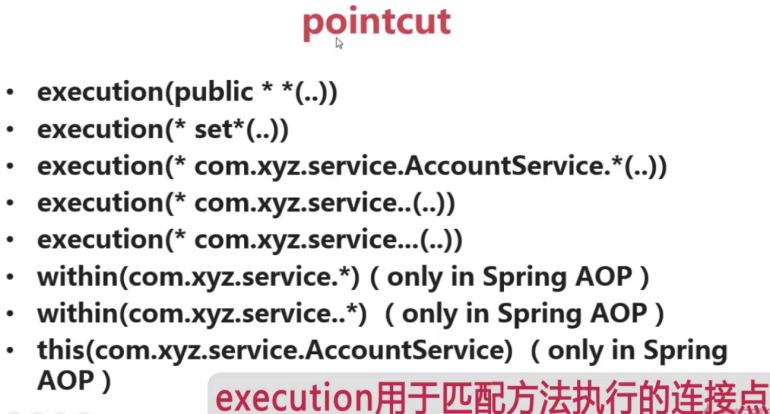 pointcut
• execution(public * *(..))
• execution(* set*(..))
• execution(* com.xyz.service.AccountService.*(..))
• execution(* com.xyz.service..(..))
• execution(* com.xyz.service...(..))
• within(com.xyz.service.*) ( only in Spring AOP )
• within(com.xyz.service..*) ( only in Spring AOP )
• this(com.xyz.service.AccountService) ( only in Spring
AOP )
execution用于匹配方法执行的连接点